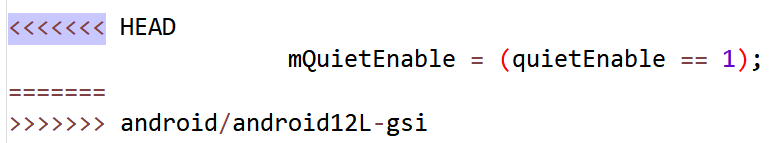 <<<<<<< HEAD
mQuietEnable = (quietEnable == 1);
=======
>>>>>>> android/android12L-gsi